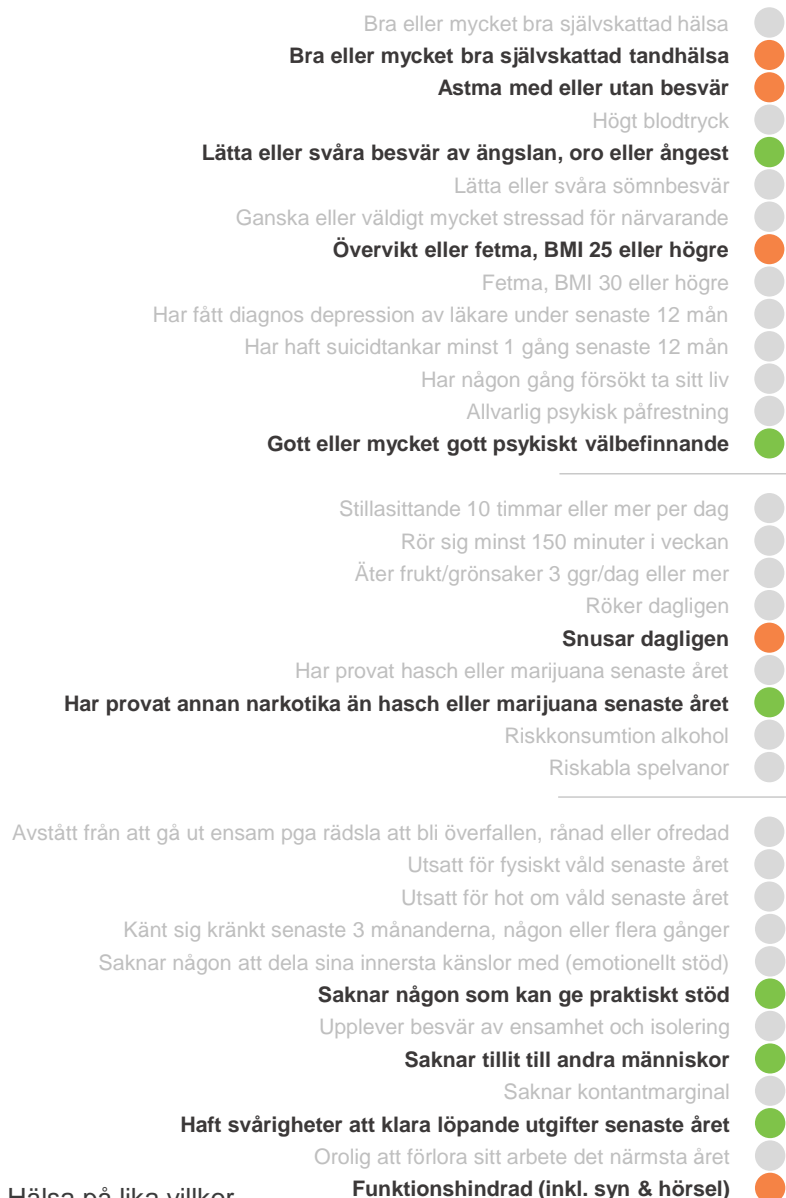 Bra eller mycket bra självskattad hälsa
Bra eller mycket bra självskattad tandhälsa
Astma med eller utan besvär
Högt blodtryck
Lätta eller svåra besvär av ängslan, oro eller ångest
Lätta eller svåra sömnbesvär
Ganska eller väldigt mycket stressad för närvarande
Övervikt eller fetma, BMI 25 eller högre
Fetma, BMI 30 eller högre
Har fått diagnos depression av läkare under senaste 12 mån
Har haft suicidtankar minst 1 gång senaste 12 mån
Har någon gång försökt ta sitt liv
Allvarlig psykisk påfrestning
Gott eller mycket gott psykiskt välbefinnande
Stillasittande 10 timmar eller mer per dag
Rör sig minst 150 minuter i veckan
Äter frukt/grönsaker 3 ggr/dag eller mer
Röker dagligen
Snusar dagligen
Har provat hasch eller marijuana senaste året
Har provat annan narkotika än hasch eller marijuana senaste året
Riskkonsumtion alkohol
Riskabla spelvanor
Avstått från att gå ut ensam pga rädsla att bli överfallen, rånad eller ofredad
Utsatt för fysiskt våld senaste året
Utsatt för hot om våld senaste året
Känt sig kränkt senaste 3 månanderna, någon eller flera gånger
Saknar någon att dela sina innersta känslor med (emotionellt stöd)
Saknar någon som kan ge praktiskt stöd
Upplever besvär av ensamhet och isolering
Saknar tillit till andra människor
Saknar kontantmarginal
Haft svårigheter att klara löpande utgifter senaste året
Orolig att förlora sitt arbete det närmsta året
Funktionshindrad (inkl. syn & hörsel)
Hälsa på lika villkor